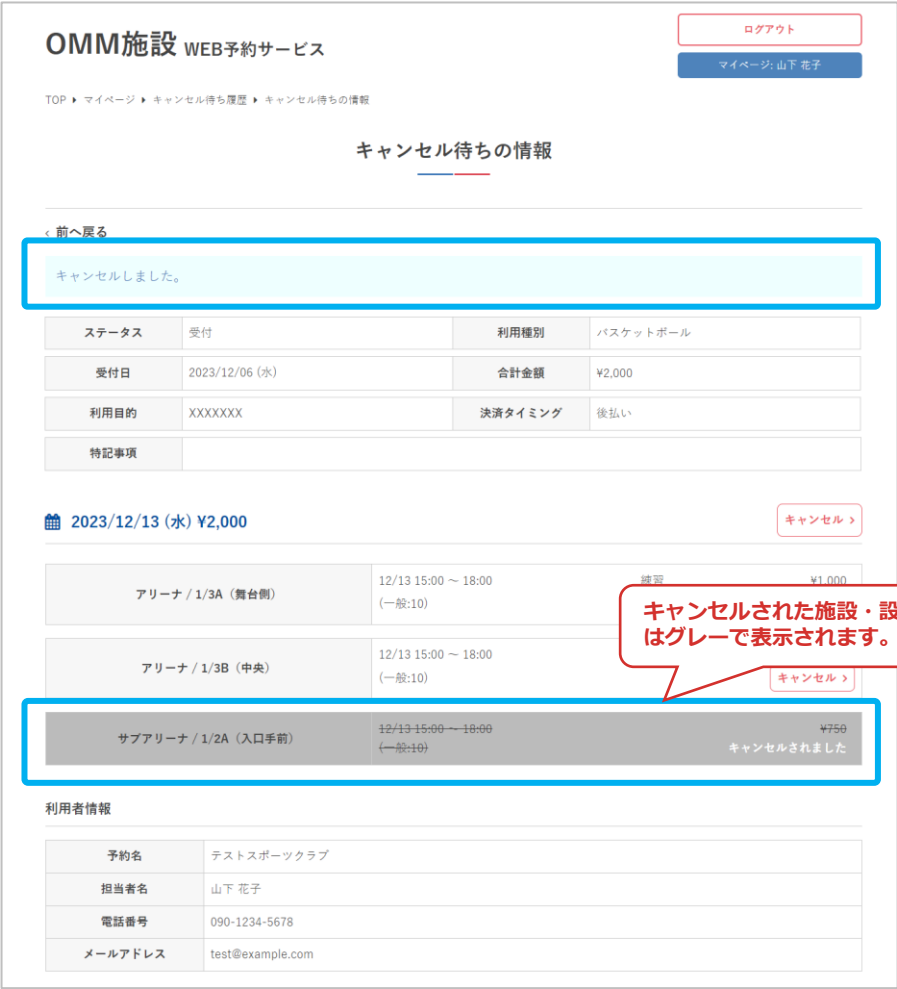 OMM施設 WEB予約サービス
ログアウト
マイページ: 山下 花子
TOP ▶ マイページ ▶ キャンセル待ち履歴 ▶ キャンセル待ちの情報
キャンセル待ちの情報
‹ 前へ戻る
キャンセルしました。
ステータス 受付 利用種別 バスケットボール
受付日 2023/12/06 (水) 合計金額 ¥2,000
利用目的 XXXXXXX 決済タイミング 後払い
特記事項
2023/12/13 (水) ¥2,000 キャンセル ›
アリーナ / 1/3A（舞台側） 12/13 15:00 ～ 18:00 練習 ¥1,000
(一般:10)
キャンセルされた施設・設
はグレーで表示されます。
アリーナ / 1/3B（中央） 12/13 15:00 ～ 18:00
(一般:10) キャンセル ›
サブアリーナ / 1/2A（入口手前） 12/13 15:00 ～ 18:00 ¥750
(一般:10) キャンセルされました
利用者情報
予約名 テストスポーツクラブ
担当者名 山下 花子
電話番号 090-1234-5678
メールアドレス test@example.com